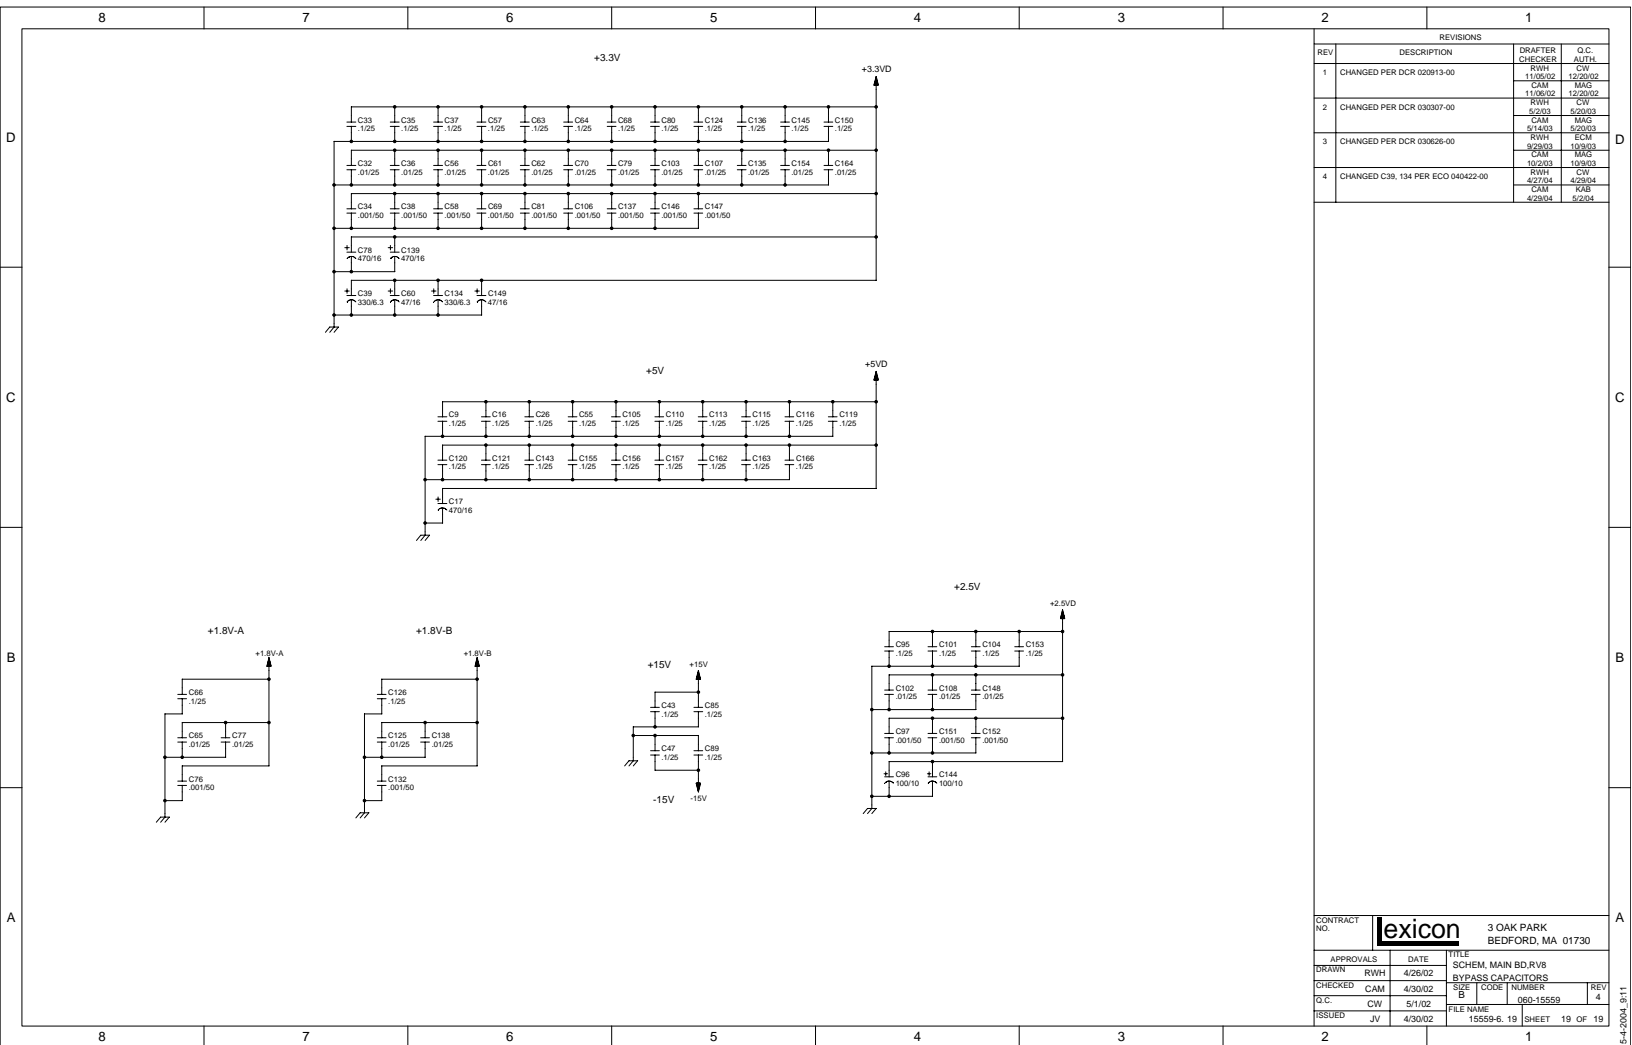 8 7 6 5 4 3 2 1
D
C
B
A
+3.3V
+3.3VD
C33 .1/25
C35 .1/25
C37 .1/25
C57 .1/25
C63 .1/25
C64 .1/25
C68 .1/25
C80 .1/25
C124 .1/25
C136 .1/25
C145 .1/25
C150 .1/25
C32 .01/25
C36 .01/25
C56 .01/25
C61 .01/25
C62 .01/25
C70 .01/25
C79 .01/25
C103 .01/25
C107 .01/25
C135 .01/25
C154 .01/25
C164 .01/25
C34 .001/50
C38 .001/50
C58 .001/50
C69 .001/50
C81 .001/50
C106 .001/50
C137 .001/50
C146 .001/50
C147 .001/50
+ C78 470/16
+ C139 470/16
+ C39 330/6.3
+ C60 47/16
+ C134 330/6.3
+ C149 47/16
+5V
+5VD
C9 .1/25
C16 .1/25
C26 .1/25
C55 .1/25
C105 .1/25
C110 .1/25
C113 .1/25
C115 .1/25
C116 .1/25
C119 .1/25
C120 .1/25
C121 .1/25
C143 .1/25
C155 .1/25
C156 .1/25
C157 .1/25
C162 .1/25
C163 .1/25
C166 .1/25
+ C17 470/16
+1.8V-A
+1.8V-A
C66 .1/25
C65 .01/25
C77 .01/25
C76 .001/50
+1.8V-B
+1.8V-B
C126 .1/25
C125 .01/25
C138 .01/25
C132 .001/50
+15V
+15V
C43 .1/25
C85 .1/25
C47 .1/25
C89 .1/25
-15V
-15V
+2.5V
+2.5VD
C95 .1/25
C101 .1/25
C104 .1/25
C153 .1/25
C102 .01/25
C108 .01/25
C148 .01/25
C97 .001/50
C151 .001/50
C152 .001/50
+ C96 100/10
+ C144 100/10
REVISIONS
REV DESCRIPTION DRAFTER CHECKER Q.C. AUTH.
1 CHANGED PER DCR 020913-00 RWH 11/05/02 CW 12/20/02
CAM 11/06/02 MAG 12/20/02
2 CHANGED PER DCR 030307-00 RWH 5/2/03 CW 5/20/03
CAM 5/14/03 MAG 5/20/03
3 CHANGED PER DCR 030626-00 RWH 9/29/03 ECM 10/9/03
CAM 10/2/03 MAG 10/9/03
4 CHANGED C39, 134 PER ECO 040422-00 RWH 4/27/04 CW 4/29/04
CAM 4/29/04 KAB 5/2/04
D
C
B
A
CONTRACT NO.
Lexicon
3 OAK PARK
BEDFORD, MA 01730
APPROVALS DATE
DRAWN RWH 4/26/02
CHECKED CAM 4/30/02
Q.C. CW 5/1/02
ISSUED JV 4/30/02
TITLE
SCHEM, MAIN BD,RV8
BYPASS CAPACITORS
SIZE B CODE NUMBER 060-15559 REV 4
FILE NAME 15559-6. 19 SHEET 19 OF 19
5-4-2004_9:11
8 7 6 5 4 3 2 1